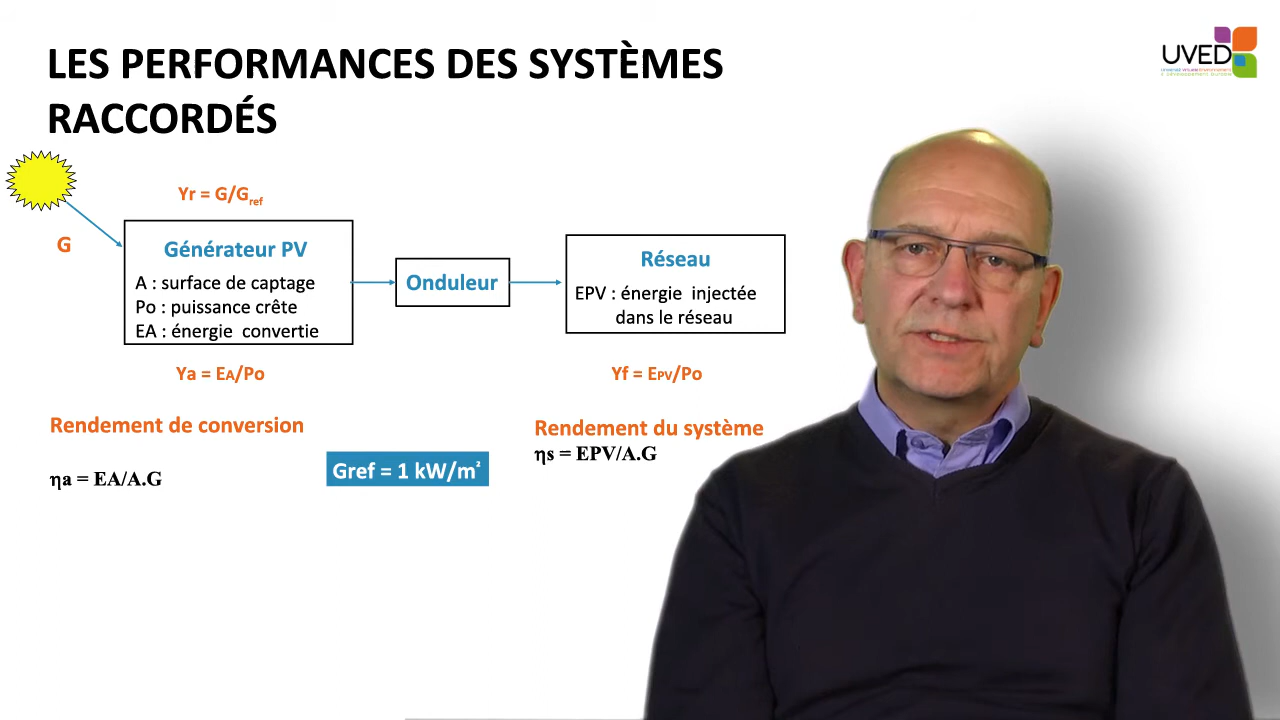 LES PERFORMANCES DES SYSTÈMES
RACCORDÉS
UVED
Yr = G/Gref
G
Générateur PV
A : surface de captage
Po : puissance crête
EA : énergie convertie
Onduleur
Réseau
EPV : énergie injectée
dans le réseau
Ya = EA/Po
Yf = EPV/Po
Rendement de conversion
ηa = EA/A.G
Gref = 1 kW/m²
Rendement du système
ηs = EPV/A.G